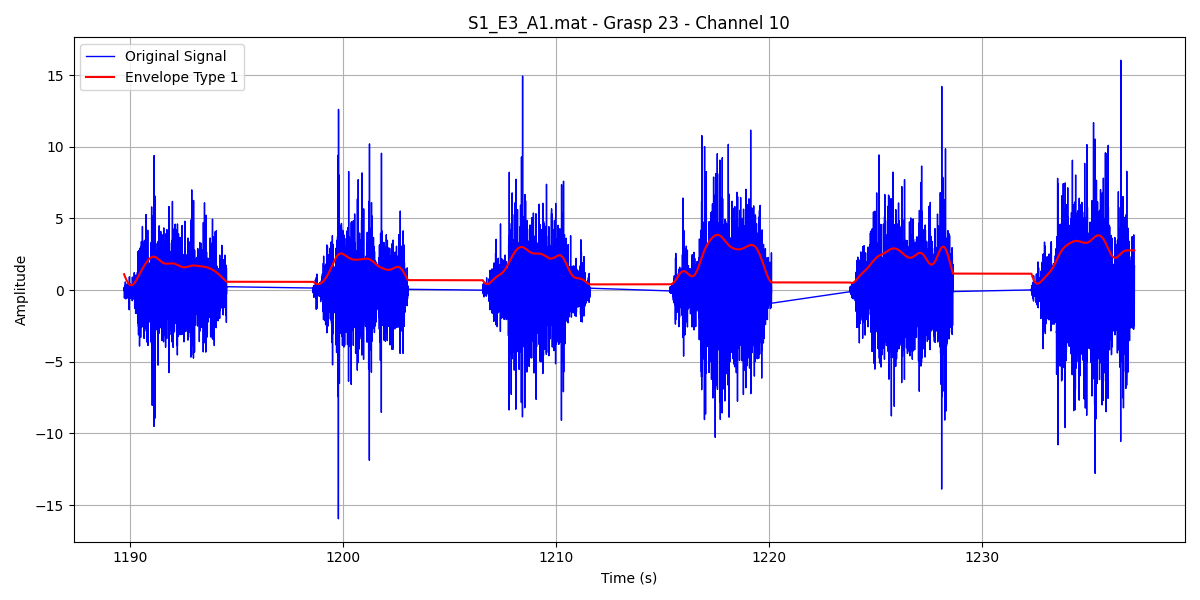 S1_E3_A1.mat - Grasp 23 - Channel 10
Original Signal
Envelope Type 1
Amplitude
15
10
5
0
−5
−10
−15
1190
1200
1210
1220
1230
Time (s)